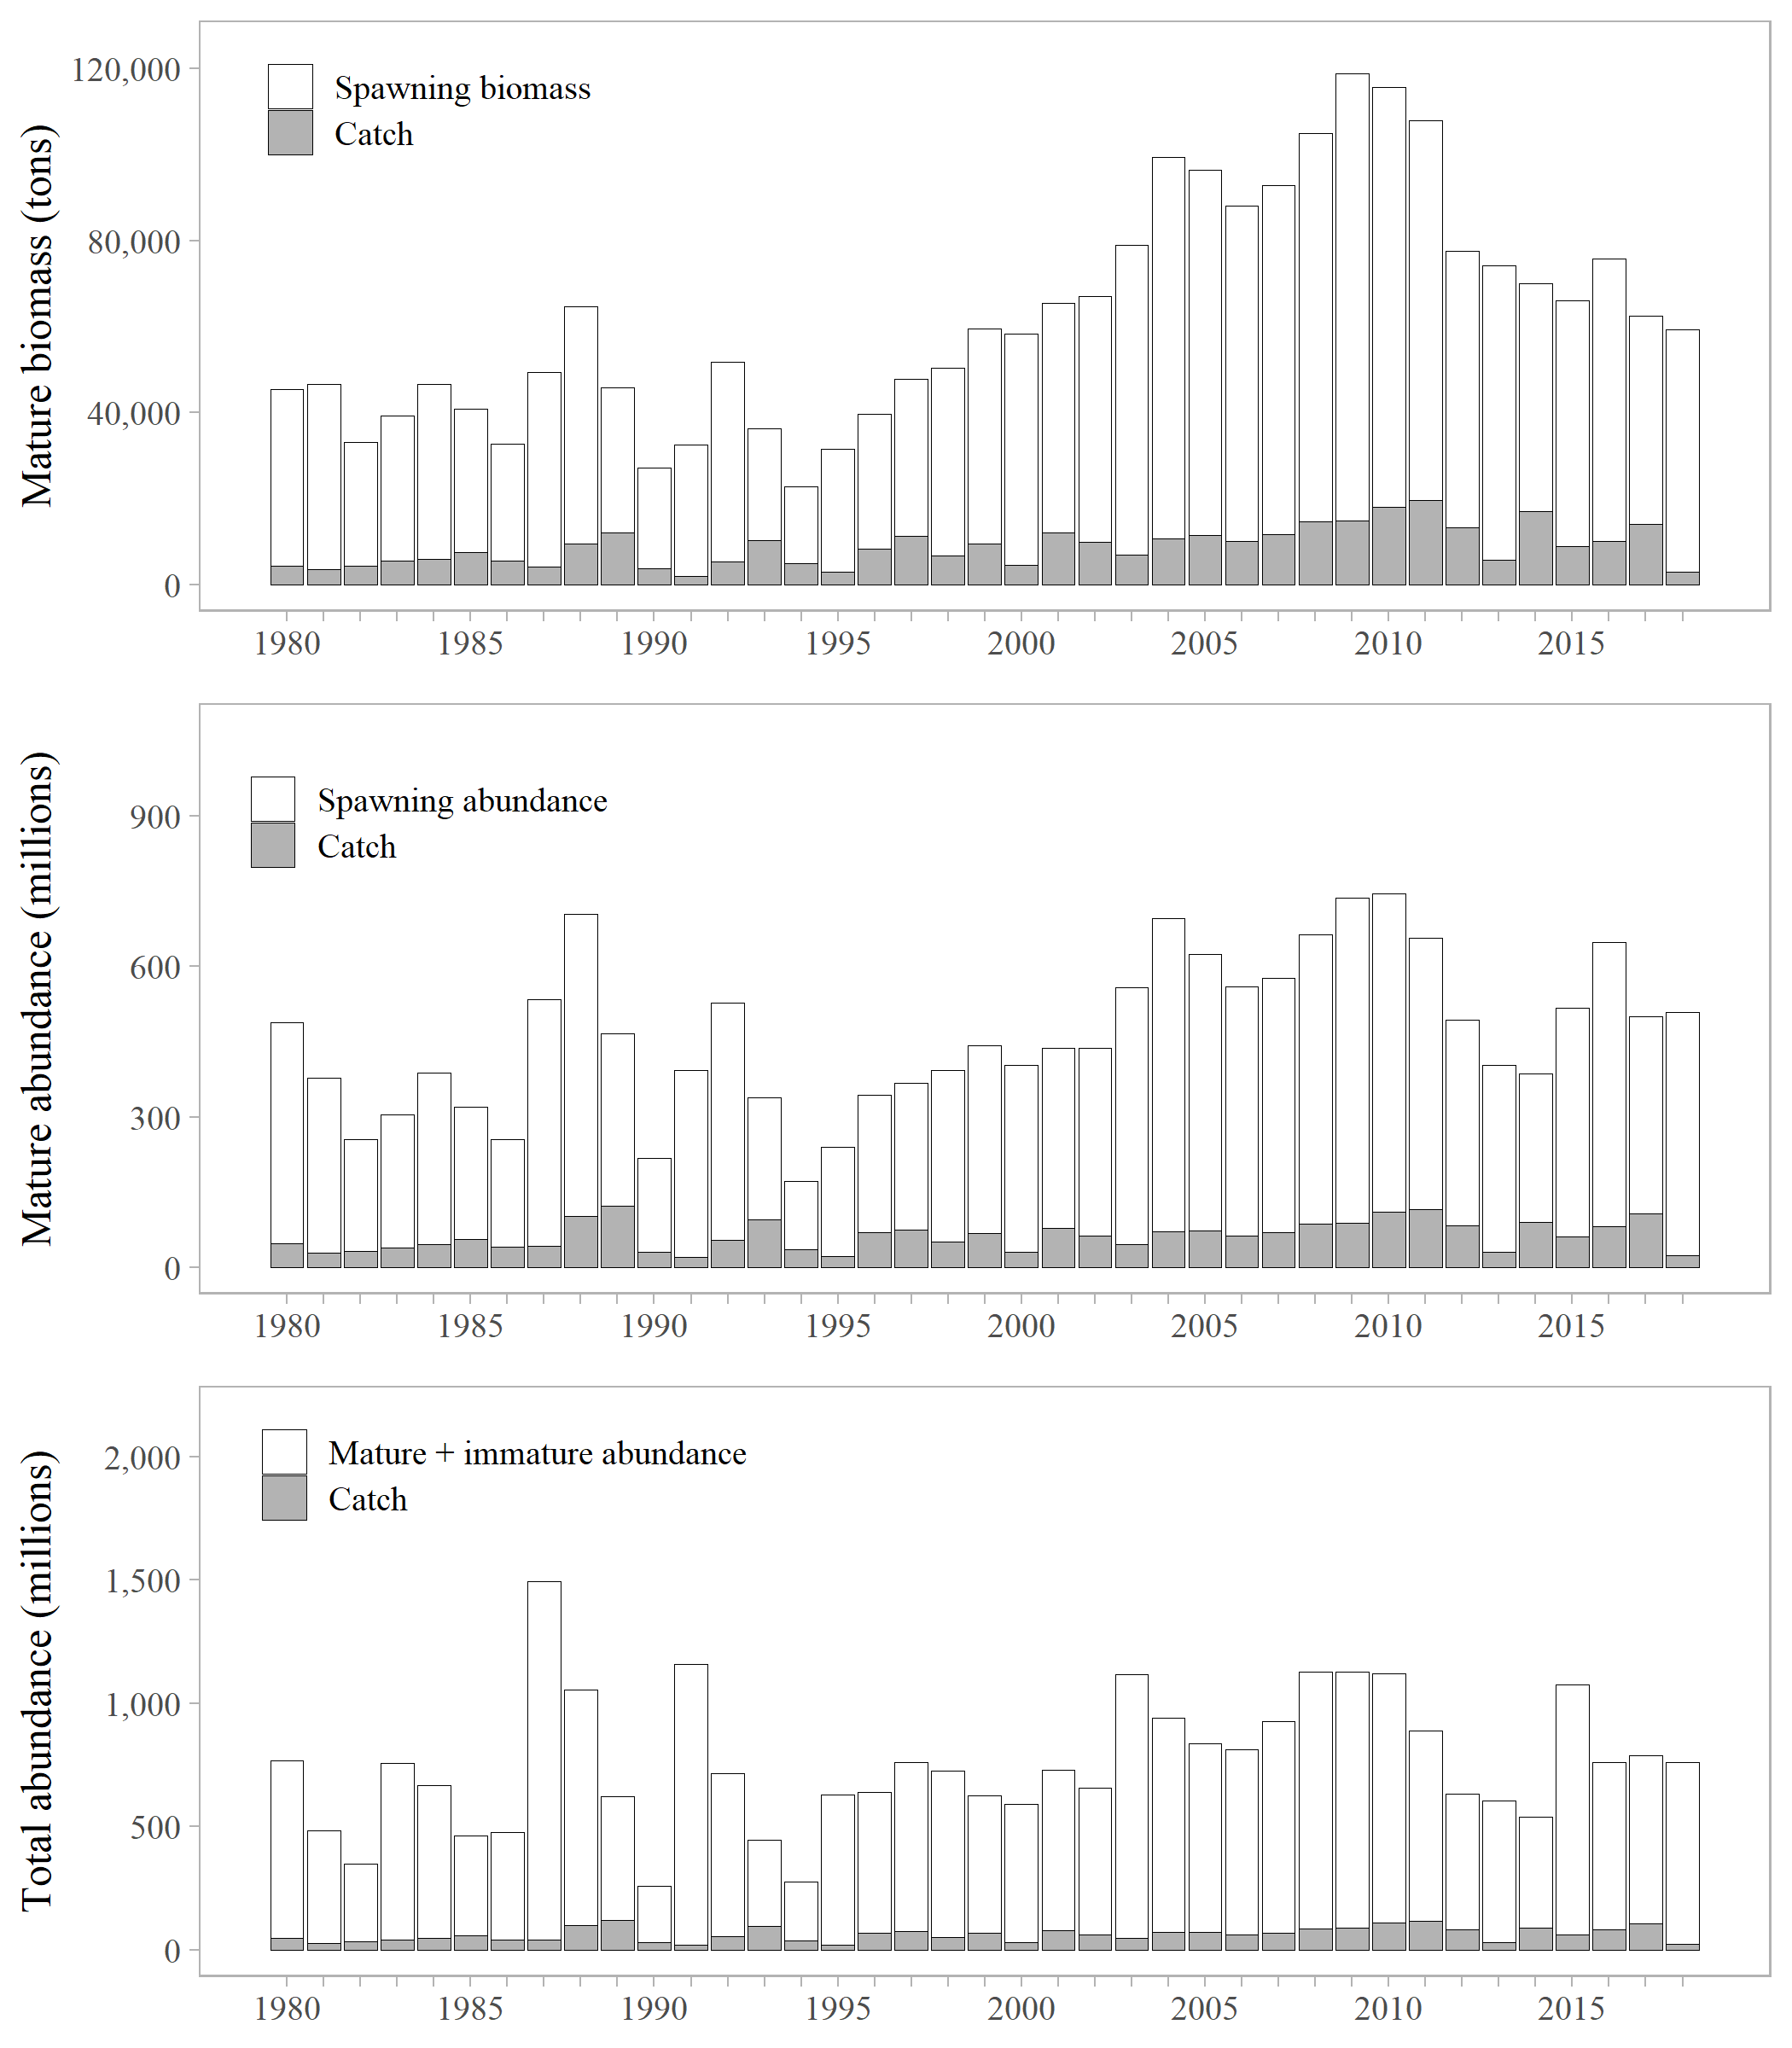 Mature biomass (tons)
120,000
80,000
40,000
0
Spawning biomass
Catch
1980 1985 1990 1995 2000 2005 2010 2015
Mature abundance (millions)
900
600
300
0
Spawning abundance
Catch
1980 1985 1990 1995 2000 2005 2010 2015
Total abundance (millions)
2,000
1,500
1,000
500
0
Mature + immature abundance
Catch
1980 1985 1990 1995 2000 2005 2010 2015